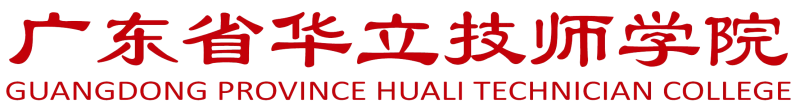 广东省华立技师学院
GUANGDONG PROVINCE HUALI TECHNICIAN COLLEGE